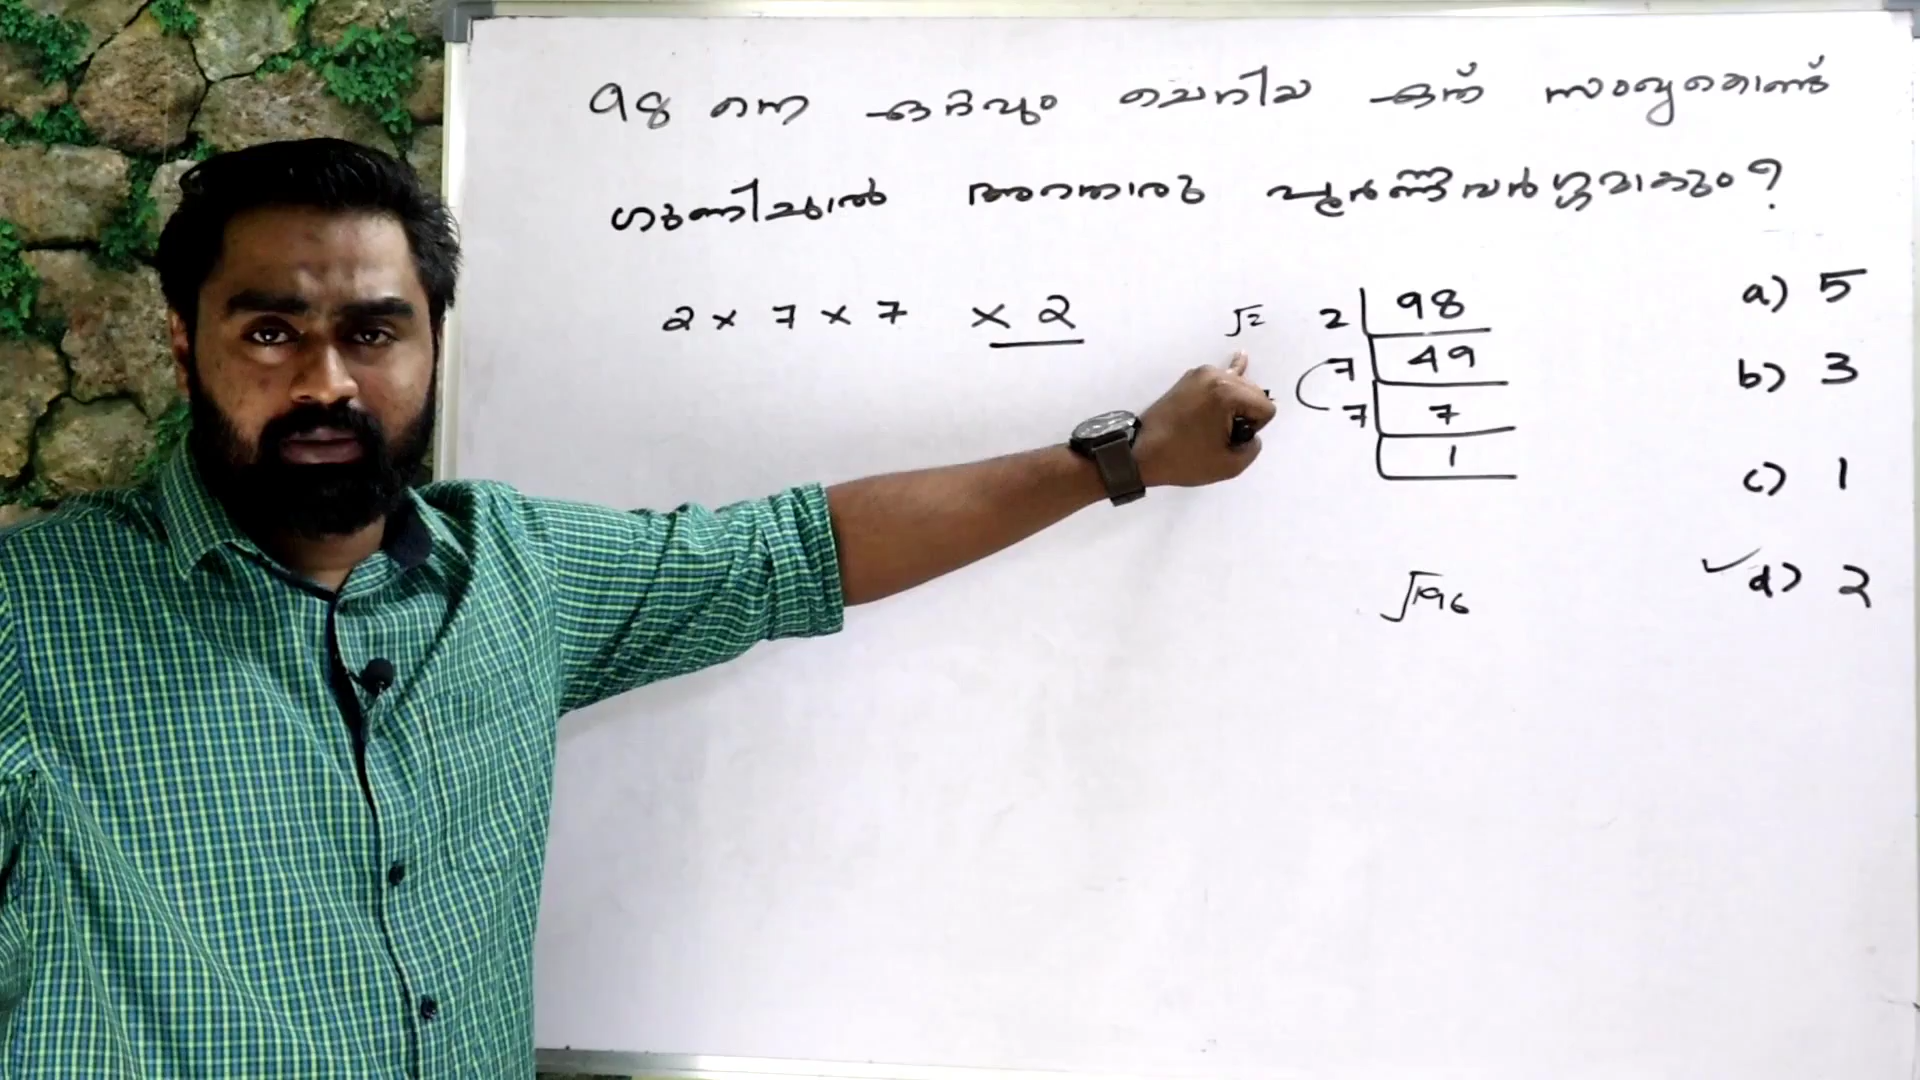 98 നെ ഏറ്റവും ചെറിയ ഏത് സംഖ്യകൊണ്ട്
ഗുണിച്ചാൽ അതൊരു പൂർണ്ണവർഗ്ഗമാകും?
2 × 7 × 7 × 2
√2
2 | 98
7 | 49
7 | 7
1
√196
a) 5
b) 3
c) 1
✓ d) 2